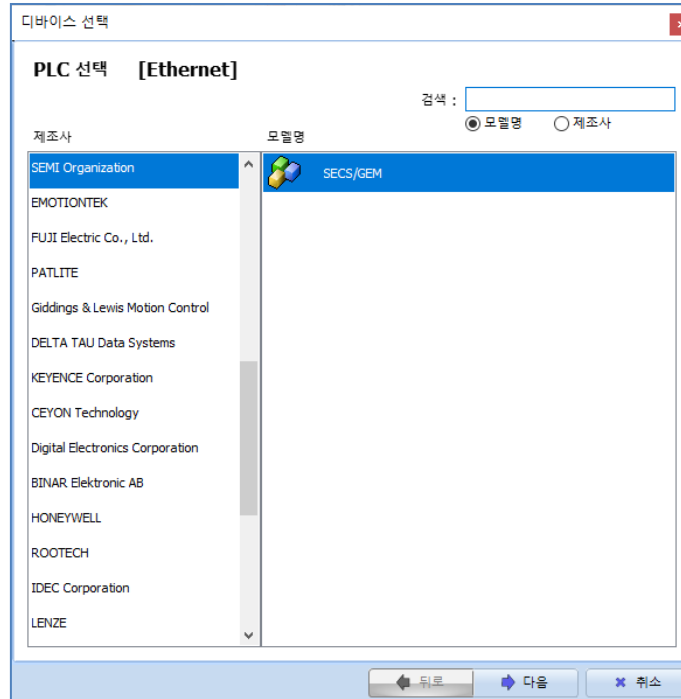 디바이스 선택
PLC 선택 [Ethernet]
검색 :
모델명 제조사
제조사 모델명
SEMI Organization
SECS/GEM
EMOTIONTEK
FUJI Electric Co., Ltd.
PATLITE
Giddings & Lewis Motion Control
DELTA TAU Data Systems
KEYENCE Corporation
CEYON Technology
Digital Electronics Corporation
BINAR Elektronic AB
HONEYWELL
ROOTECH
IDEC Corporation
LENZE
뒤로 다음 취소